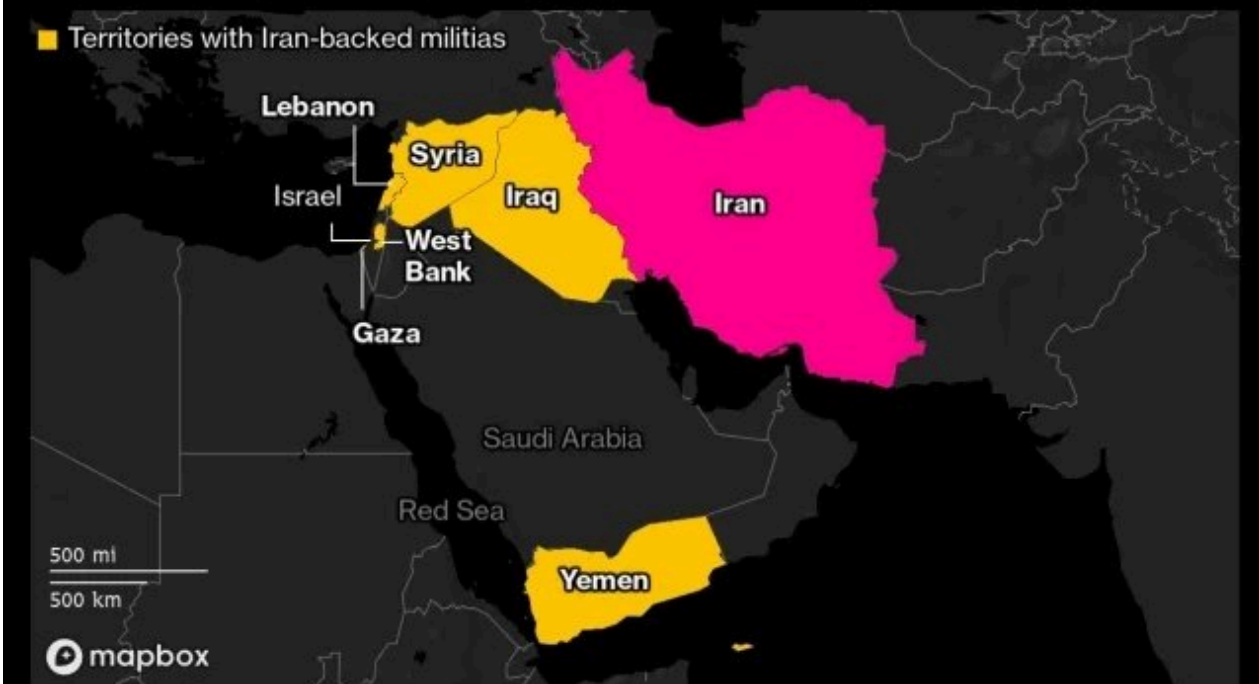 Territories with Iran-backed militias
Lebanon
Syria
Israel
Iraq
Iran
West
Bank
Gaza
Saudi Arabia
Red Sea
500 mi
500 km
Yemen
mapbox